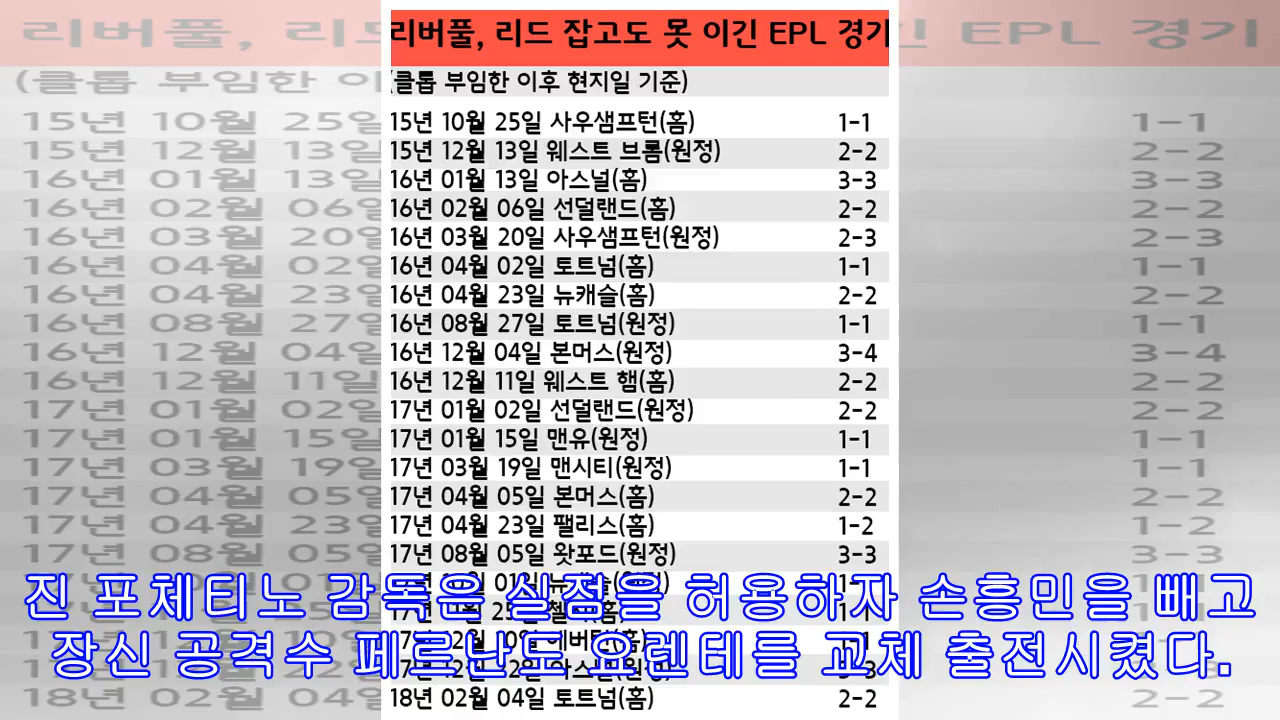 리버풀, 리드 잡고도 못 이긴 EPL 경기
(클롭 부임한 이후 현지일 기준)
15년 10월 25일 사우샘프턴(홈) 1-1
15년 12월 13일 웨스트 브롬(원정) 2-2
16년 01월 13일 아스널(홈) 3-3
16년 02월 06일 선덜랜드(홈) 2-2
16년 03월 20일 사우샘프턴(원정) 2-3
16년 04월 02일 토트넘(홈) 1-1
16년 04월 23일 뉴캐슬(홈) 2-2
16년 08월 27일 토트넘(원정) 1-1
16년 12월 04일 본머스(원정) 3-4
16년 12월 11일 웨스트 햄(홈) 2-2
17년 01월 02일 선덜랜드(원정) 2-2
17년 01월 15일 맨유(원정) 1-1
17년 03월 19일 맨시티(원정) 1-1
17년 04월 05일 본머스(홈) 2-2
17년 04월 23일 팰리스(홈) 1-2
17년 08월 05일 왓포드(원정) 3-3
진 포체티노 감독은 실점을 허용하자 손흥민을 빼고
장신 공격수 페르난도 요렌테를 교체 출전시켰다.
18년 02월 04일 토트넘(홈) 2-2